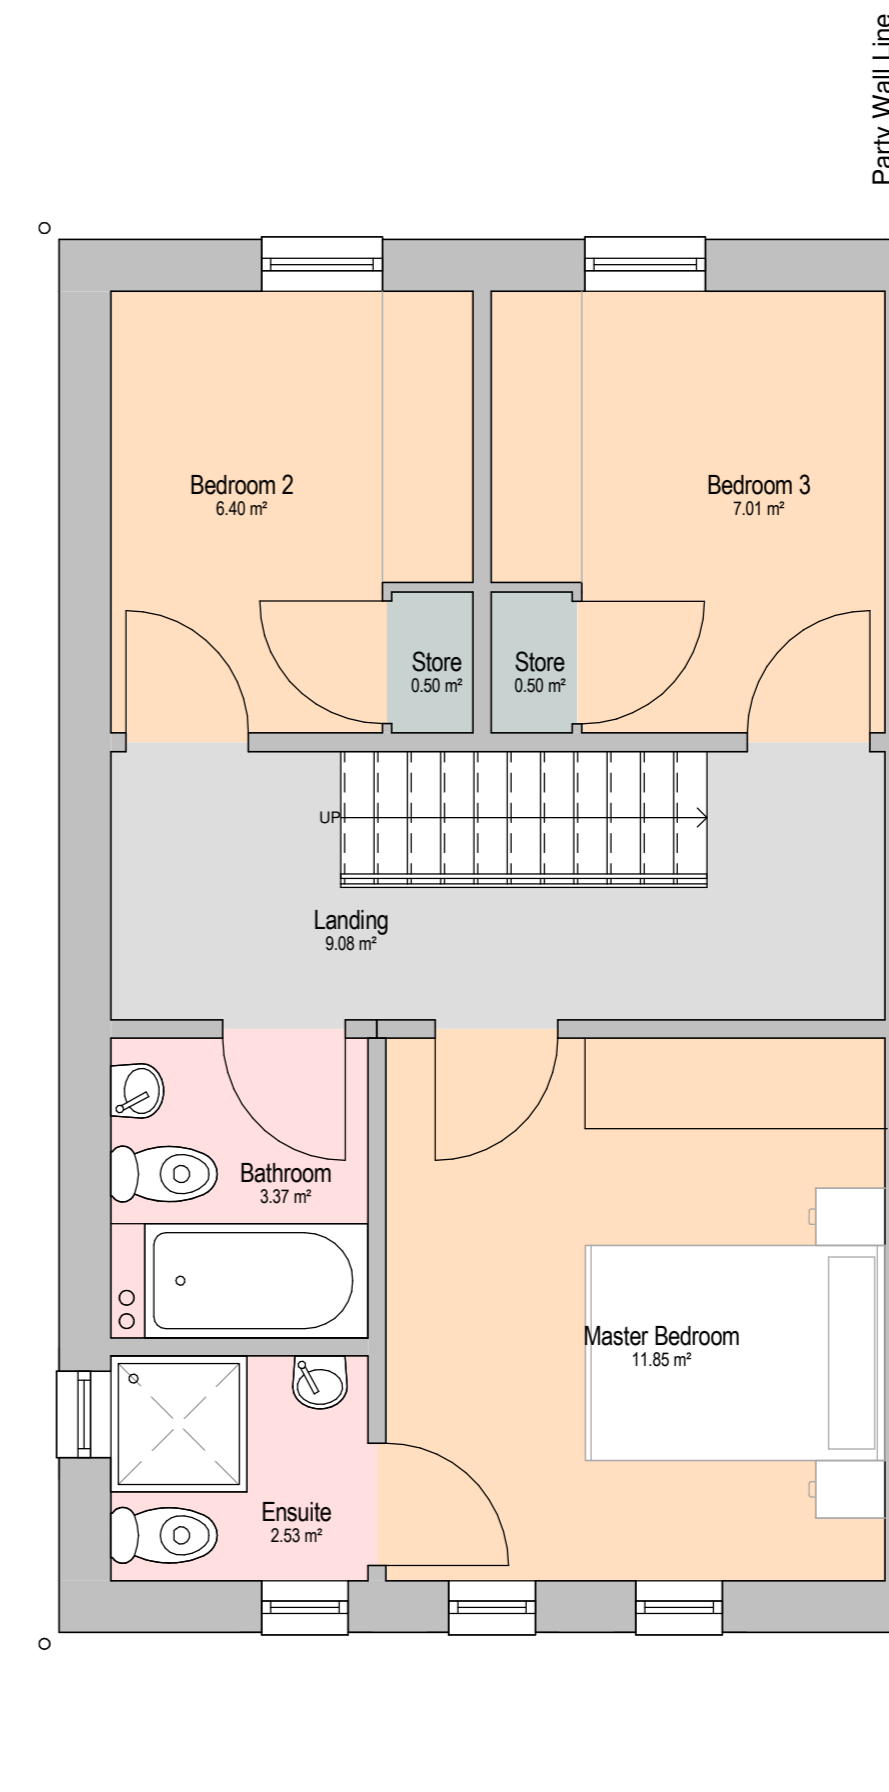 Party Wall Line
Bedroom 2
6.40 m²
Bedroom 3
7.01 m²
Store
0.50 m²
Store
0.50 m²
UP
Landing
9.08 m²
Bathroom
3.37 m²
Master Bedroom
11.85 m²
Ensuite
2.53 m²